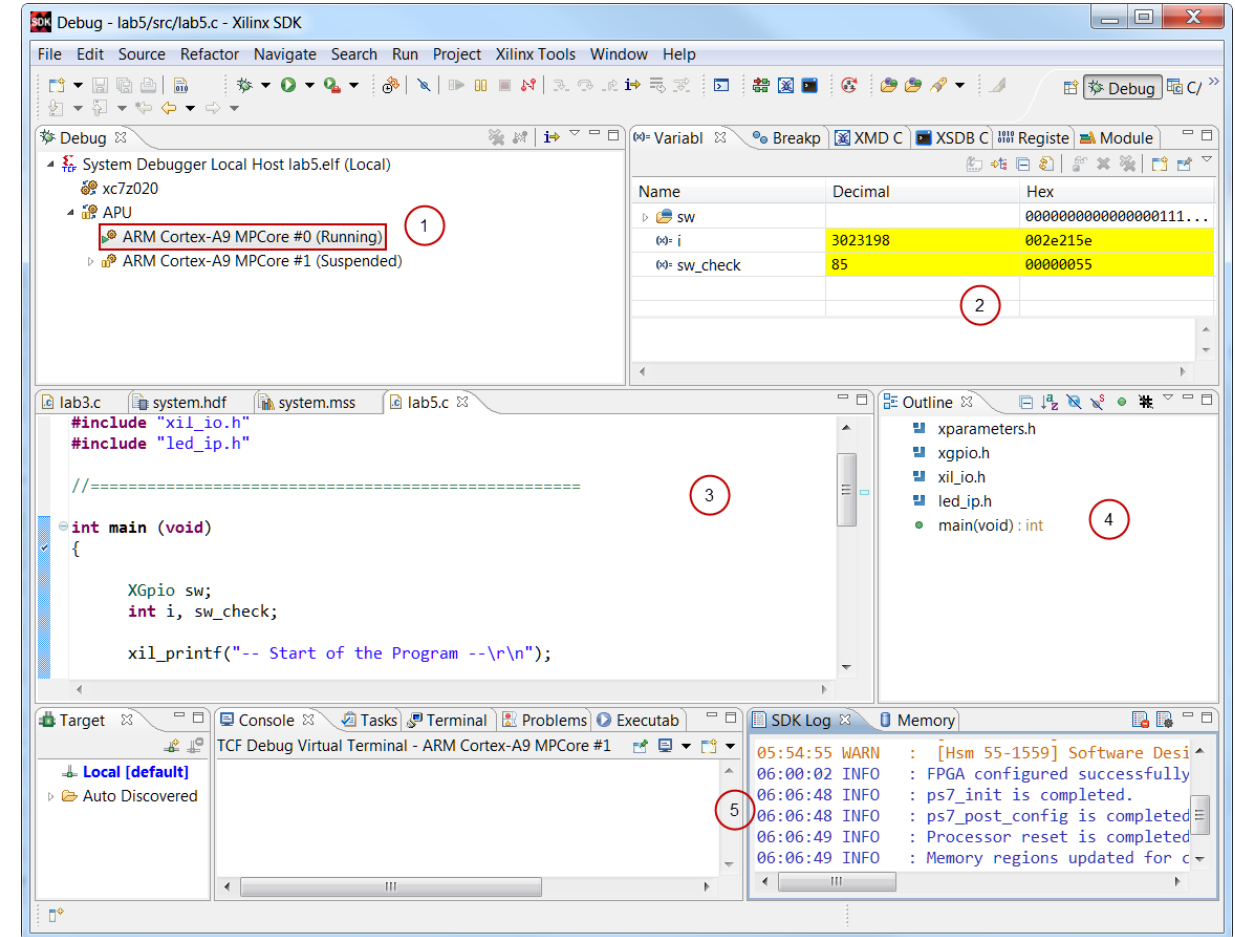 Debug - lab5/src/lab5.c - Xilinx SDK
File Edit Source Refactor Navigate Search Run Project Xilinx Tools Window Help
Debug C/
Debug
System Debugger Local Host lab5.elf (Local)
xc7z020
APU
ARM Cortex-A9 MPCore #0 (Running)
ARM Cortex-A9 MPCore #1 (Suspended)
1
Variabl Breakp XMD C XSDB C Registe Module
Name Decimal Hex
sw 0000000000000000111...
i 3023198 002e215e
sw_check 85 00000055
2
lab3.c system.hdf system.mss lab5.c
#include "xil_io.h"
#include "led_ip.h"
//====================================================
int main (void)
{
XGpio sw;
int i, sw_check;
xil_printf("-- Start of the Program --\r\n");
3
Outline
xparameters.h
xgpio.h
xil_io.h
led_ip.h
main(void) : int
4
Target
Local [default]
Auto Discovered
Console Tasks Terminal Problems Executab
TCF Debug Virtual Terminal - ARM Cortex-A9 MPCore #1
5
SDK Log Memory
05:54:55 WARN : [Hsm 55-1559] Software Desi
06:00:02 INFO : FPGA configured successfully
06:06:48 INFO : ps7_init is completed.
06:06:48 INFO : ps7_post_config is completed
06:06:49 INFO : Processor reset is completed
06:06:49 INFO : Memory regions updated for c